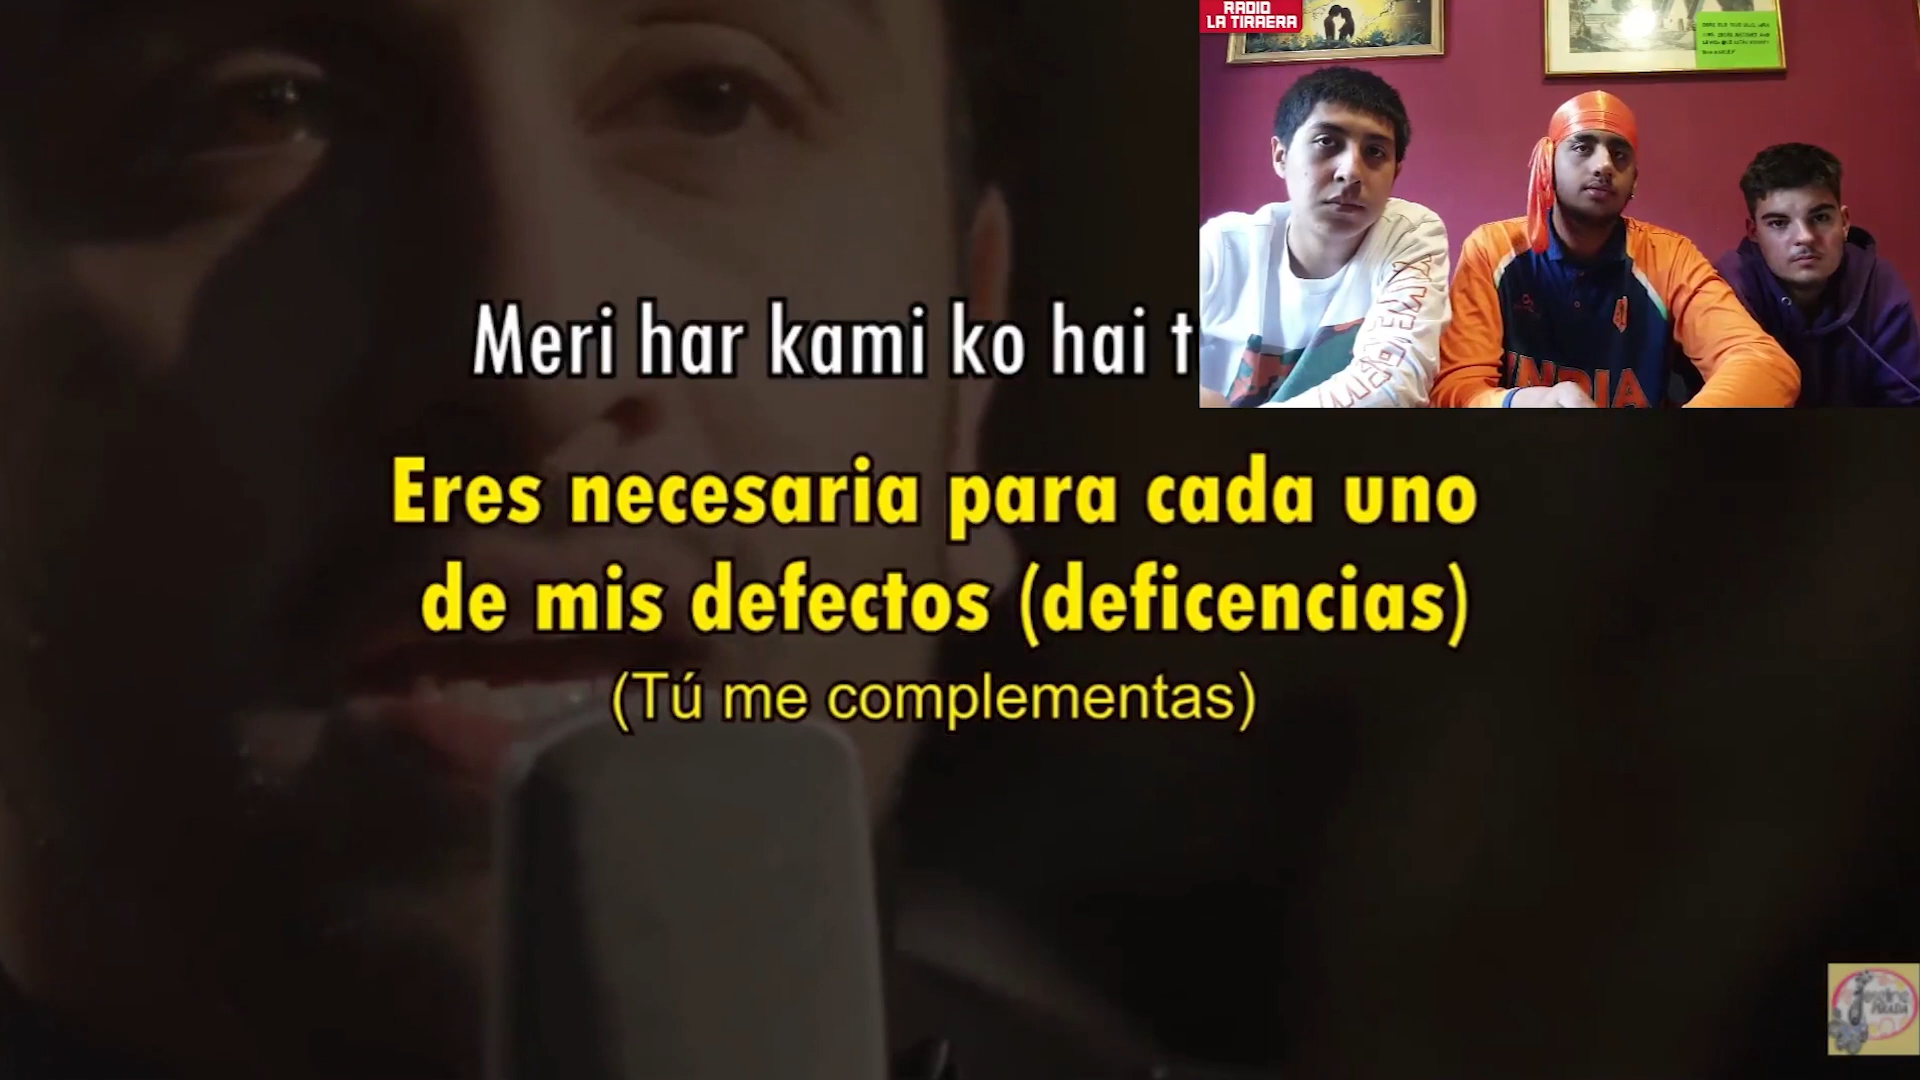 RADIO
LA TIRAERA
Meri har kami ko hai t
Eres necesaria para cada uno
de mis defectos (deficencias)
(Tú me complementas)
INDIA